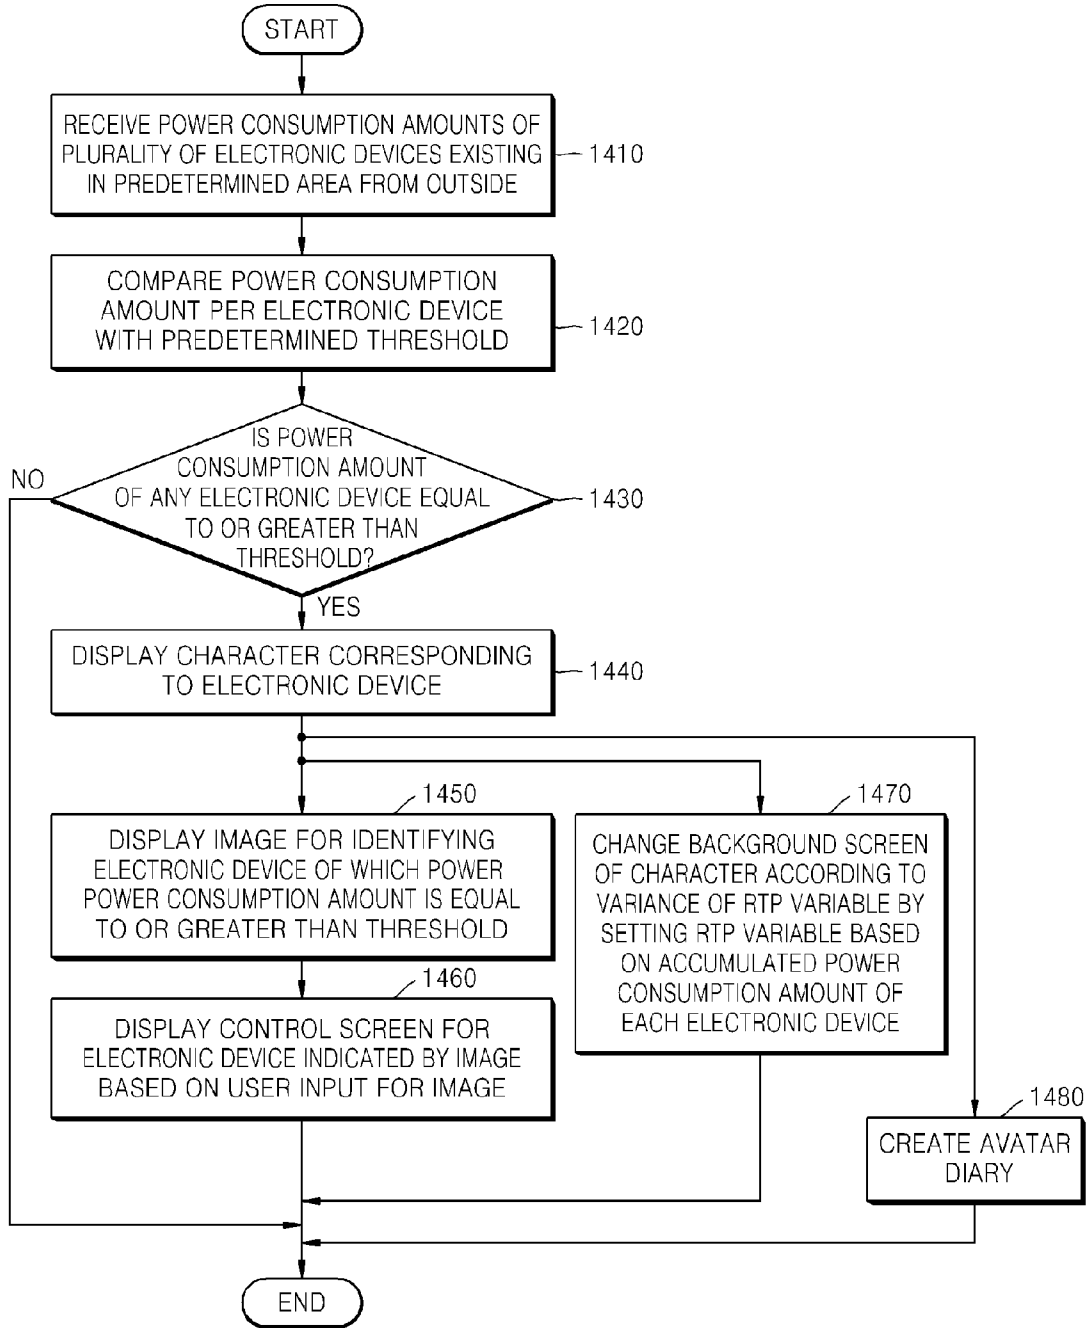 START
RECEIVE POWER CONSUMPTION AMOUNTS OF
PLURALITY OF ELECTRONIC DEVICES EXISTING
IN PREDETERMINED AREA FROM OUTSIDE
1410
COMPARE POWER CONSUMPTION
AMOUNT PER ELECTRONIC DEVICE
WITH PREDETERMINED THRESHOLD
1420
IS POWER
CONSUMPTION AMOUNT
OF ANY ELECTRONIC DEVICE EQUAL
TO OR GREATER THAN
THRESHOLD?
1430
NO
YES
DISPLAY CHARACTER CORRESPONDING
TO ELECTRONIC DEVICE
1440
1450
DISPLAY IMAGE FOR IDENTIFYING
ELECTRONIC DEVICE OF WHICH POWER
POWER CONSUMPTION AMOUNT IS EQUAL
TO OR GREATER THAN THRESHOLD
1460
DISPLAY CONTROL SCREEN FOR
ELECTRONIC DEVICE INDICATED BY IMAGE
BASED ON USER INPUT FOR IMAGE
1470
CHANGE BACKGROUND SCREEN
OF CHARACTER ACCORDING TO
VARIANCE OF RTP VARIABLE BY
SETTING RTP VARIABLE BASED
ON ACCUMULATED POWER
CONSUMPTION AMOUNT OF
EACH ELECTRONIC DEVICE
1480
CREATE AVATAR
DIARY
END